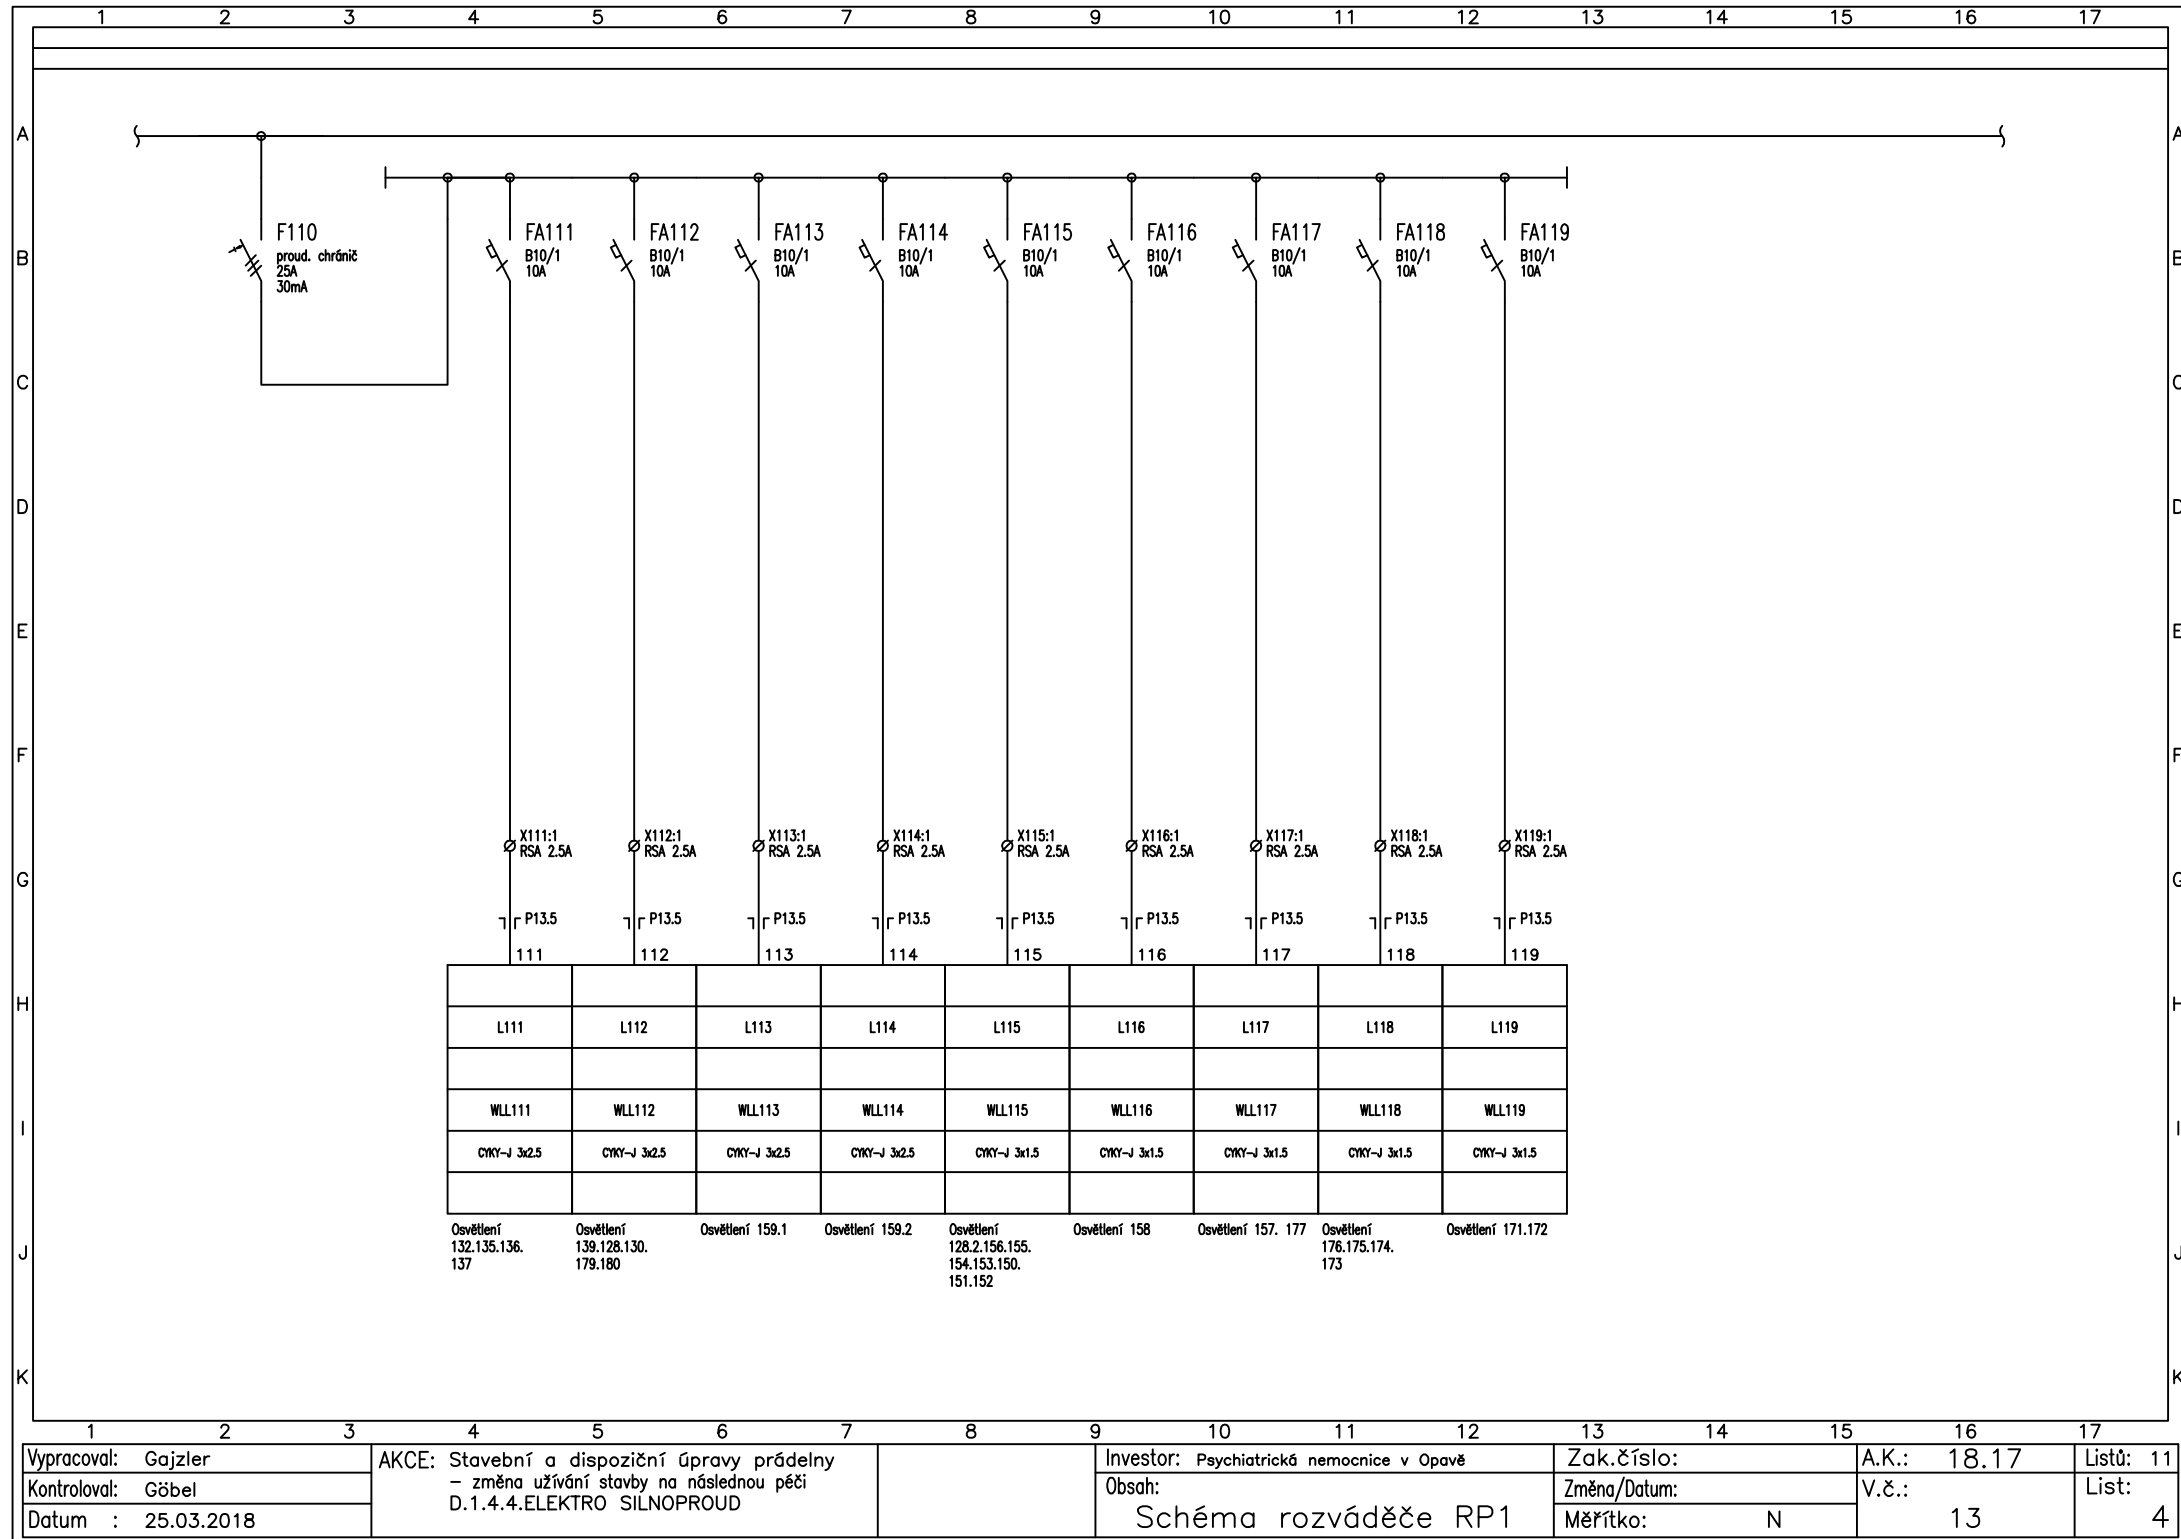 1 2 3 4 5 6 7 8 9 10 11 12 13 14 15 16 17
A A
F110 FA111 FA112 FA113 FA114 FA115 FA116 FA117 FA118 FA119
B B
proud. chránič B10/1 B10/1 B10/1 B10/1 B10/1 B10/1 B10/1 B10/1 B10/1
25A 10A 10A 10A 10A 10A 10A 10A 10A 10A
30mA
C C
D D
E E
F F
X111:1 X112:1 X113:1 X114:1 X115:1 X116:1 X117:1 X118:1 X119:1
RSA 2.5A RSA 2.5A RSA 2.5A RSA 2.5A RSA 2.5A RSA 2.5A RSA 2.5A RSA 2.5A RSA 2.5A
G G
P13.5 P13.5 P13.5 P13.5 P13.5 P13.5 P13.5 P13.5 P13.5
111 112 113 114 115 116 117 118 119
H H
L111 L112 L113 L114 L115 L116 L117 L118 L119
WLL111 WLL112 WLL113 WLL114 WLL115 WLL116 WLL117 WLL118 WLL119
I I
CYKY-J 3x2.5 CYKY-J 3x2.5 CYKY-J 3x2.5 CYKY-J 3x2.5 CYKY-J 3x1.5 CYKY-J 3x1.5 CYKY-J 3x1.5 CYKY-J 3x1.5 CYKY-J 3x1.5
Osvětlení
132.135.136.
137
Osvětlení
139.128.130.
179.180
Osvětlení 159.1
Osvětlení 159.2
Osvětlení
128.2.156.155.
154.153.150.
151.152
Osvětlení 158
Osvětlení 157. 177
Osvětlení
176.175.174.
173
Osvětlení 171.172
J J
K K
1 2 3 4 5 6 7 8 9 10 11 12 13 14 15 16 17
Vypracoval: Gajzler
Kontroloval: Göbel
Datum : 25.03.2018
AKCE: Stavební a dispoziční úpravy prádelny
– změna užívání stavby na následnou péči
D.1.4.4.ELEKTRO SILNOPROUD
Investor: Psychiatrická nemocnice v Opavě
Obsah:
Schéma rozváděče RP1
Zak.číslo:
Změna/Datum:
Měřítko: N
A.K.: 18.17
V.č.:
13
Listů: 11
List:
4